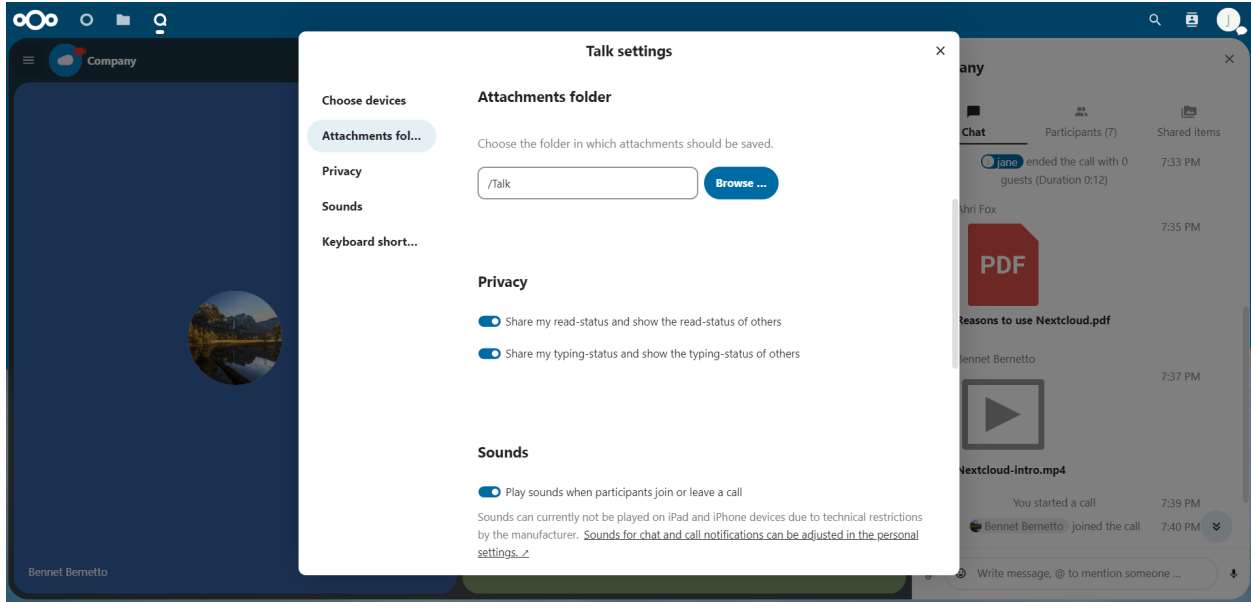 J
Company
Talk settings
Choose devices
Attachments fol...
Privacy
Sounds
Keyboard short...
Attachments folder
Choose the folder in which attachments should be saved.
/Talk
Browse ...
Privacy
Share my read-status and show the read-status of others
Share my typing-status and show the typing-status of others
Sounds
Play sounds when participants join or leave a call
Sounds can currently not be played on iPad and iPhone devices due to technical restrictions
by the manufacturer. Sounds for chat and call notifications can be adjusted in the personal
settings. ↗
any
Chat
Participants (7)
Shared items
jane ended the call with 0 7:33 PM
guests (Duration 0:12)
Ahri Fox
7:35 PM
PDF
Reasons to use Nextcloud.pdf
Bennet Bernetto
7:37 PM
Nextcloud-intro.mp4
You started a call 7:39 PM
Bennet Bernetto joined the call 7:40 PM
Write message, @ to mention someone ...
Bennet Bernetto